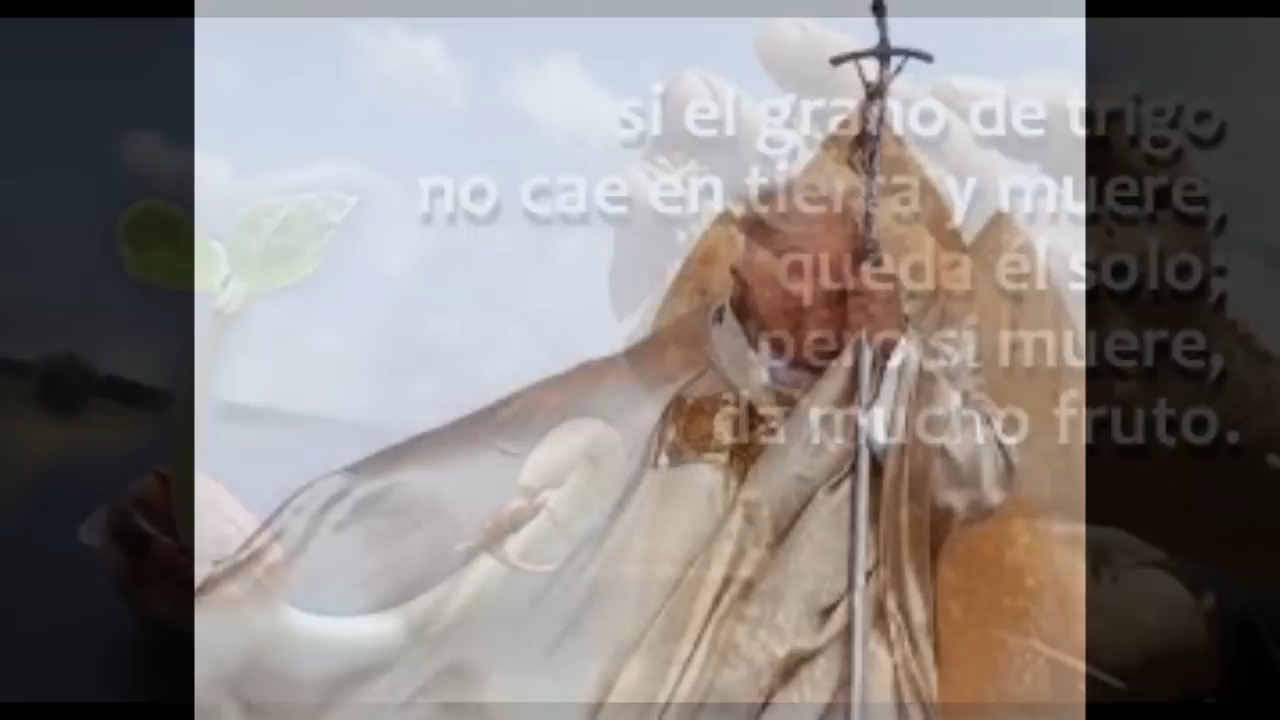 si el grano de trigo
no cae en tierra y muere,
queda él solo;
pero si muere,
da mucho fruto.